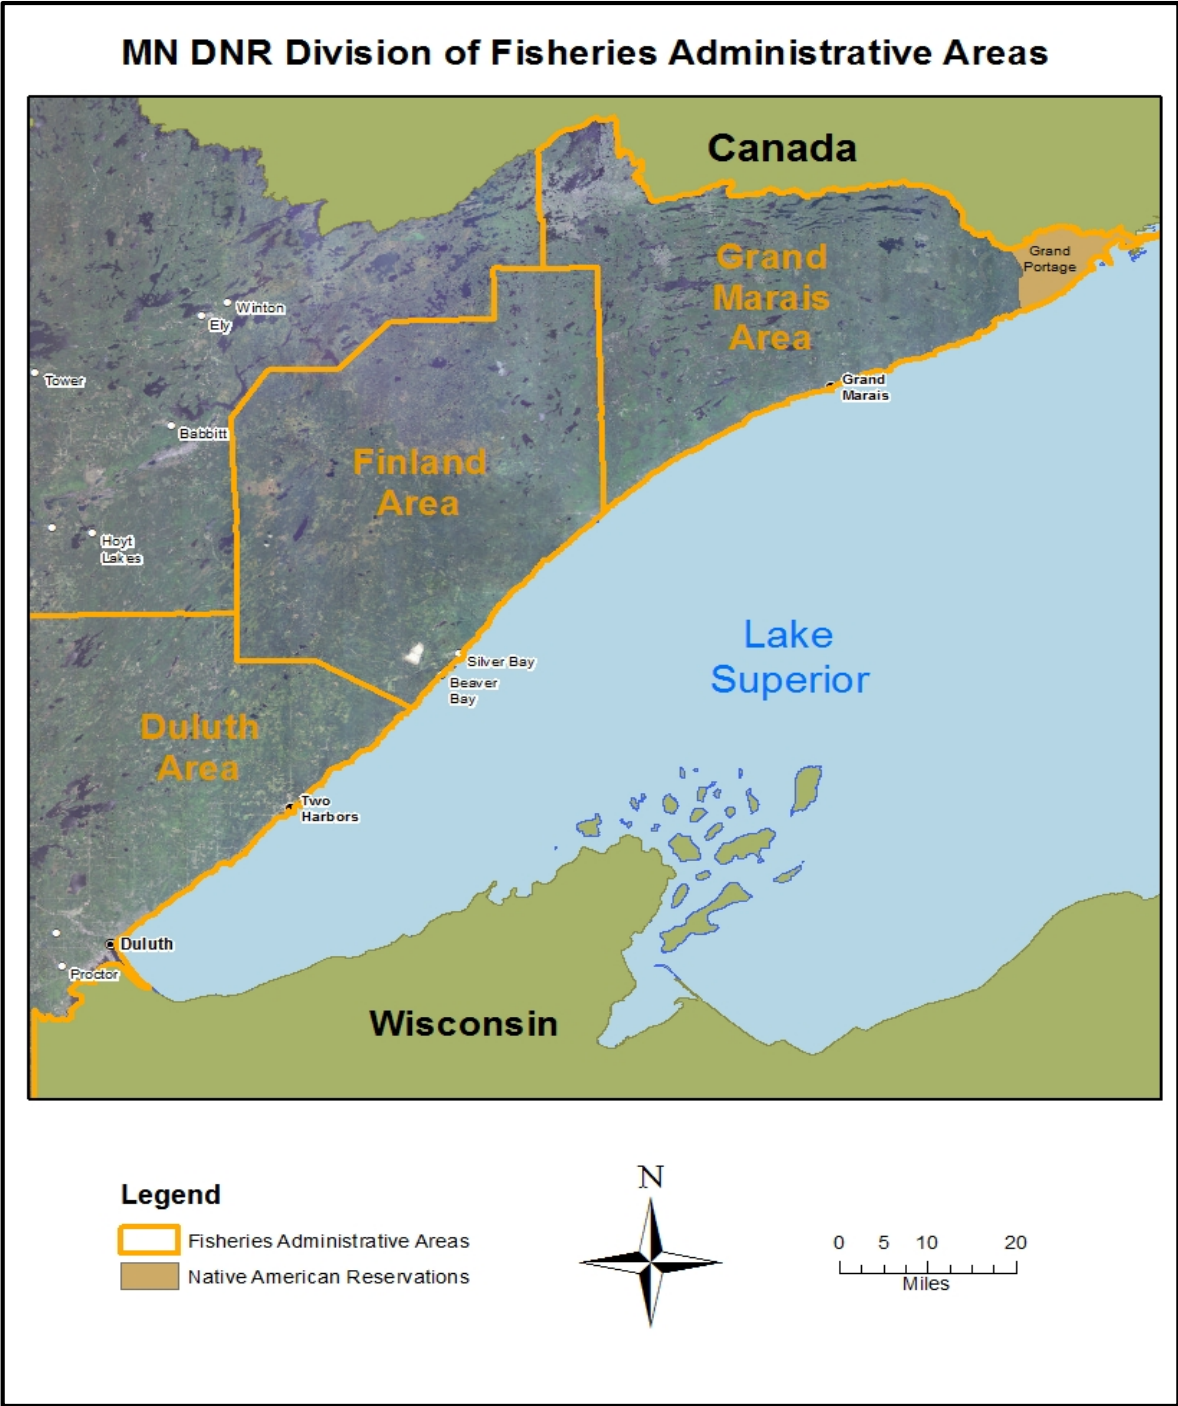 MN DNR Division of Fisheries Administrative Areas
Canada
Grand
Marais
Area
Grand
Portage
Winton
Ely
Tower
Grand
Marais
Babbitt
Finland
Area
Hoyt
Lakes
Lake
Superior
Silver Bay
Beaver
Bay
Duluth
Area
Two
Harbors
Duluth
Proctor
Wisconsin
Legend
Fisheries Administrative Areas
Native American Reservations
N
0 5 10 20
Miles